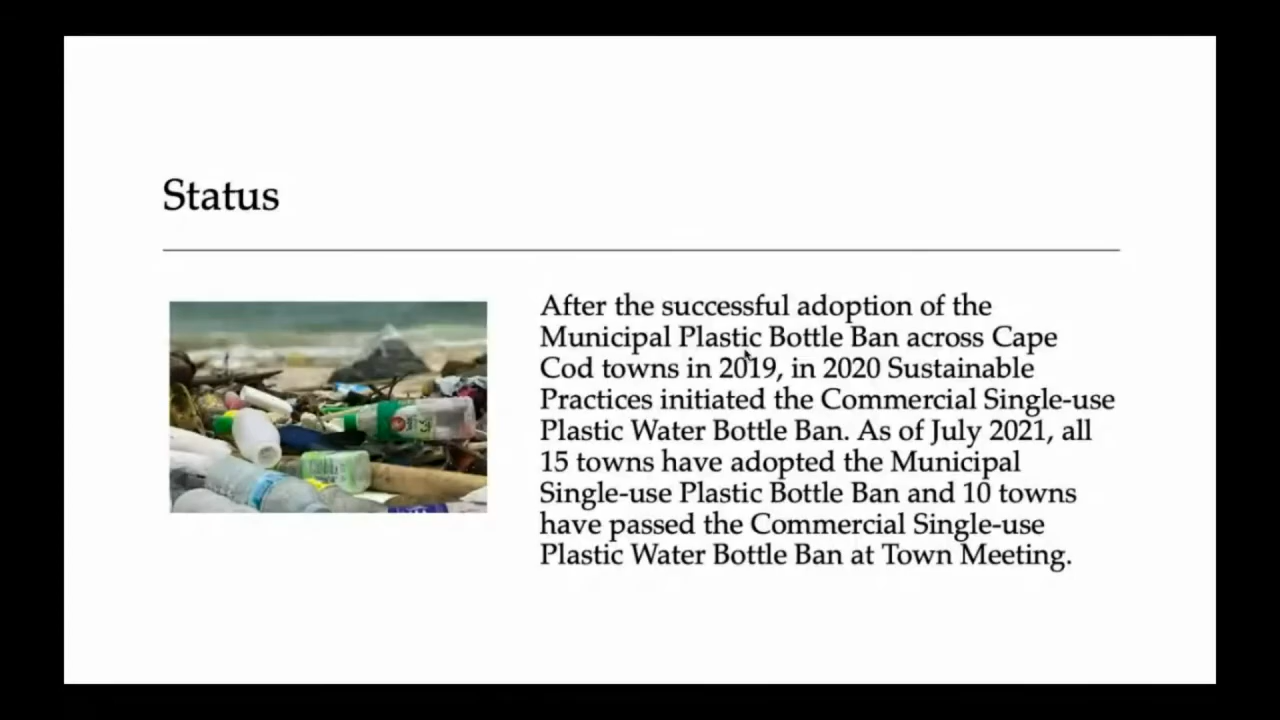 Status
After the successful adoption of the
Municipal Plastic Bottle Ban across Cape
Cod towns in 2019, in 2020 Sustainable
Practices initiated the Commercial Single-use
Plastic Water Bottle Ban. As of July 2021, all
15 towns have adopted the Municipal
Single-use Plastic Bottle Ban and 10 towns
have passed the Commercial Single-use
Plastic Water Bottle Ban at Town Meeting.